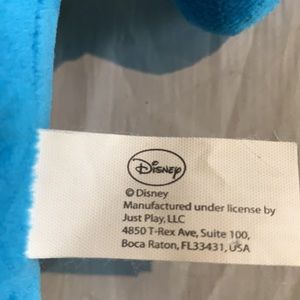 Disney
© Disney
Manufactured under license by
Just Play, LLC
4850 T-Rex Ave, Suite 100,
Boca Raton, FL33431, USA